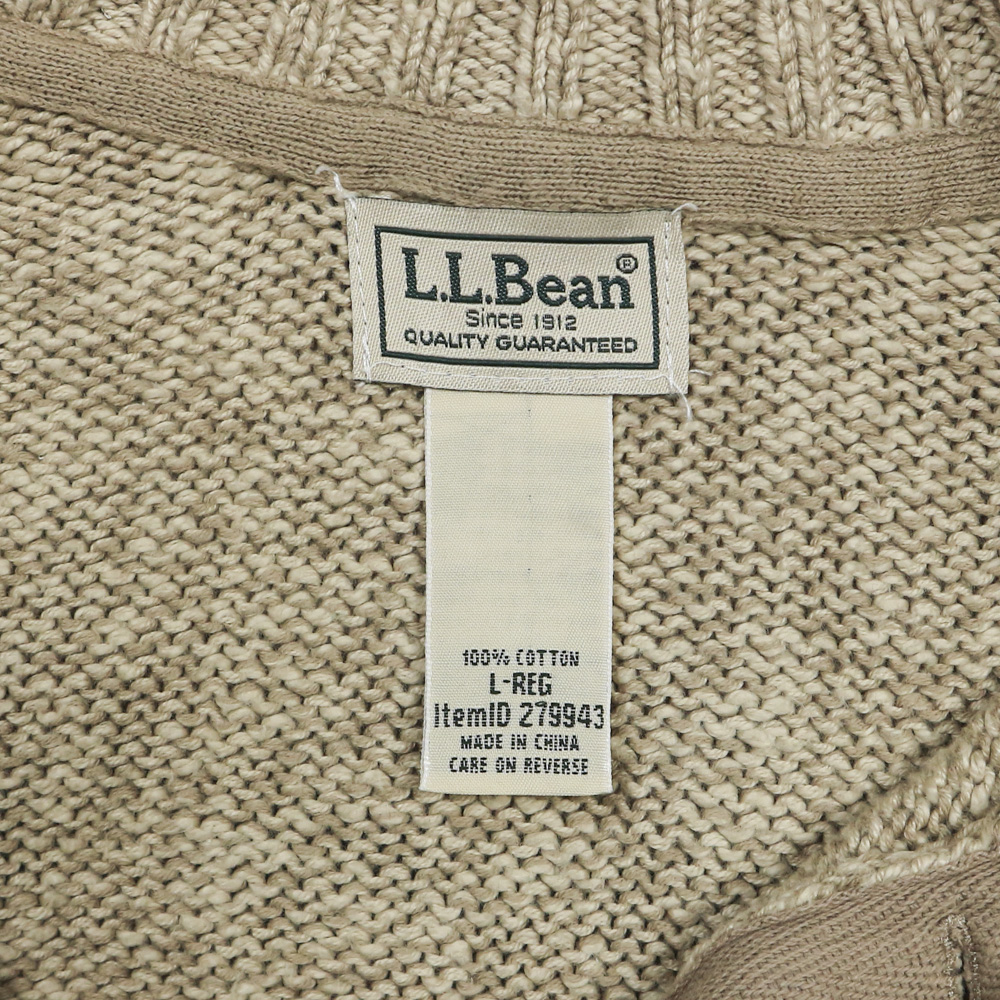 L.L.Bean®
Since 1912
QUALITY GUARANTEED
100% COTTON
L-REG
ItemID 279943
MADE IN CHINA
CARE ON REVERSE